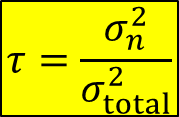 τ = σ_n^2 / σ_total^2